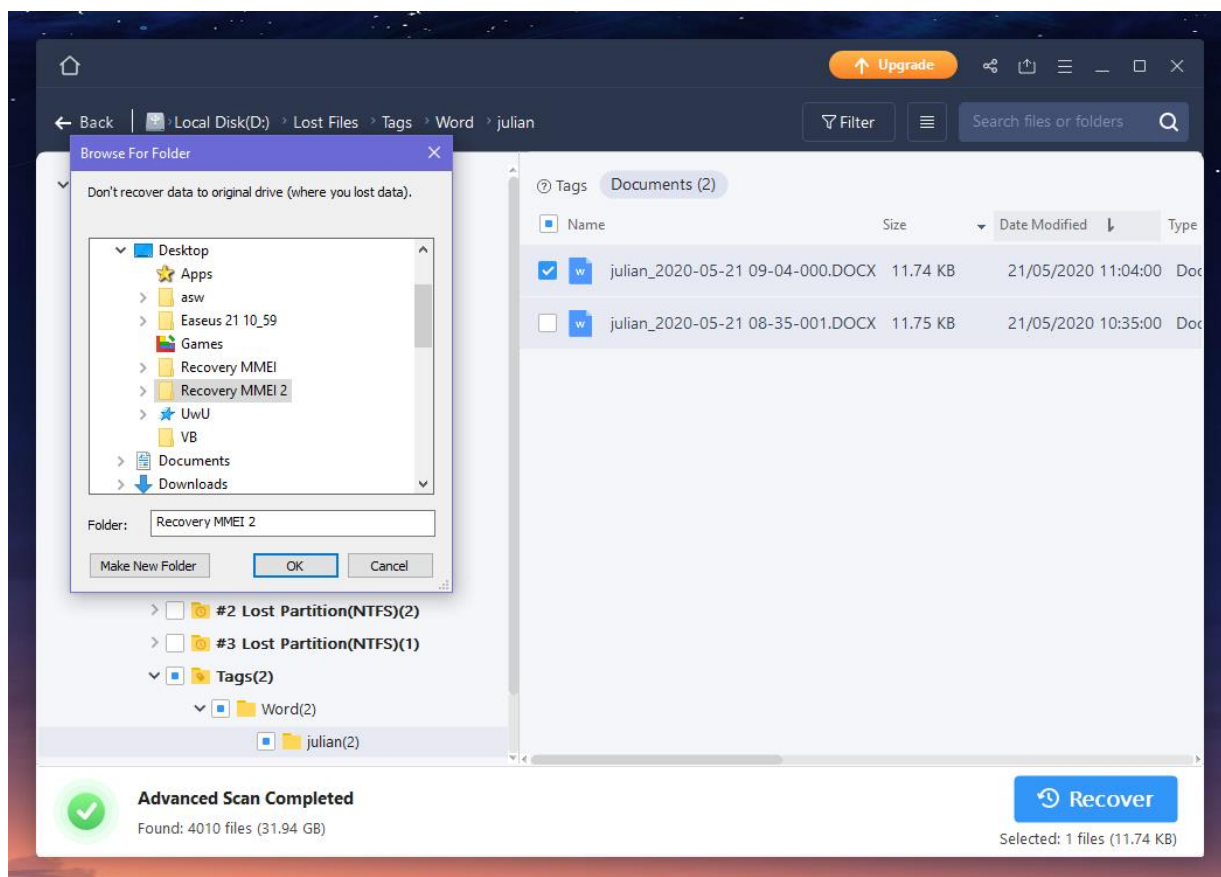 Upgrade
Back
Local Disk(D:) › Lost Files › Tags › Word › julian
Filter
Search files or folders
Browse For Folder
Don't recover data to original drive (where you lost data).
Desktop
Apps
asw
Easeus 21 10_59
Games
Recovery MMEI
Recovery MMEI 2
UwU
VB
Documents
Downloads
Folder: Recovery MMEI 2
Make New Folder OK Cancel
#2 Lost Partition(NTFS)(2)
#3 Lost Partition(NTFS)(1)
Tags(2)
Word(2)
julian(2)
Tags Documents (2)
Name Size Date Modified Type
julian_2020-05-21 09-04-000.DOCX 11.74 KB 21/05/2020 11:04:00 Doc
julian_2020-05-21 08-35-001.DOCX 11.75 KB 21/05/2020 10:35:00 Doc
Advanced Scan Completed
Found: 4010 files (31.94 GB)
Recover
Selected: 1 files (11.74 KB)